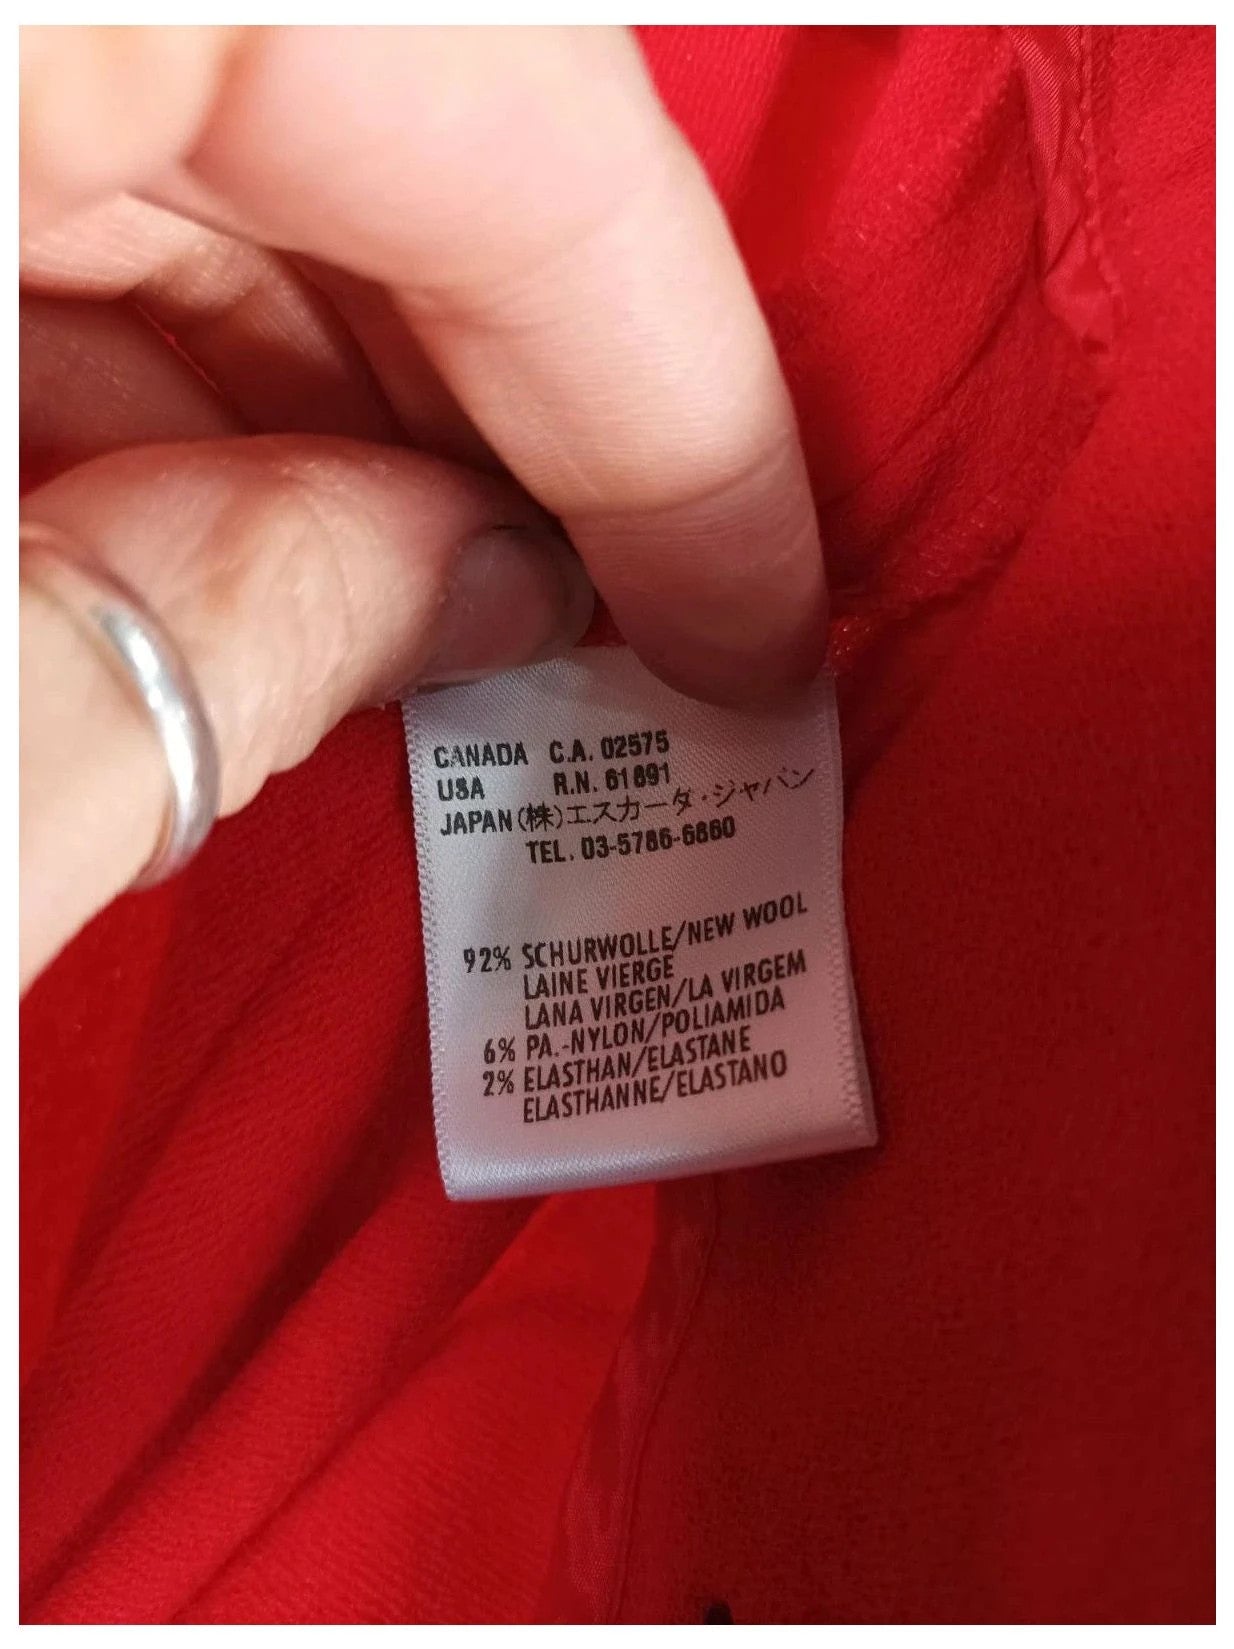 CANADA C.A. 02575
USA R.N. 61891
JAPAN (株)エスカーダ・ジャパン
TEL. 03-5786-6860
92% SCHURWOLLE/NEW WOOL
LAINE VIERGE
LANA VIRGEN/LA VIRGEM
6% PA.-NYLON/POLIAMIDA
2% ELASTHAN/ELASTANE
ELASTHANNE/ELASTANO